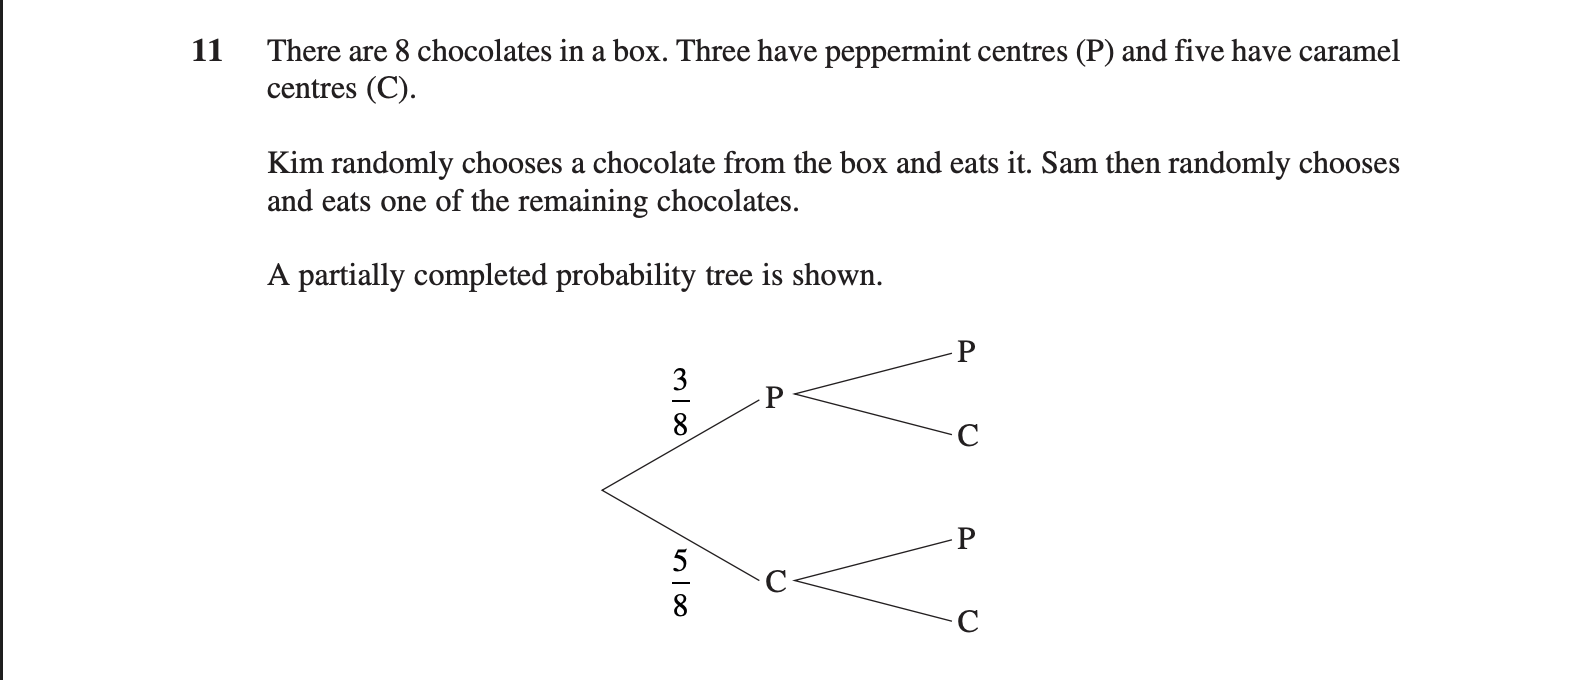 11 There are 8 chocolates in a box. Three have peppermint centres (P) and five have caramel
centres (C).
Kim randomly chooses a chocolate from the box and eats it. Sam then randomly chooses
and eats one of the remaining chocolates.
A partially completed probability tree is shown.
P
3
8
P
C
5
8
C
P
C